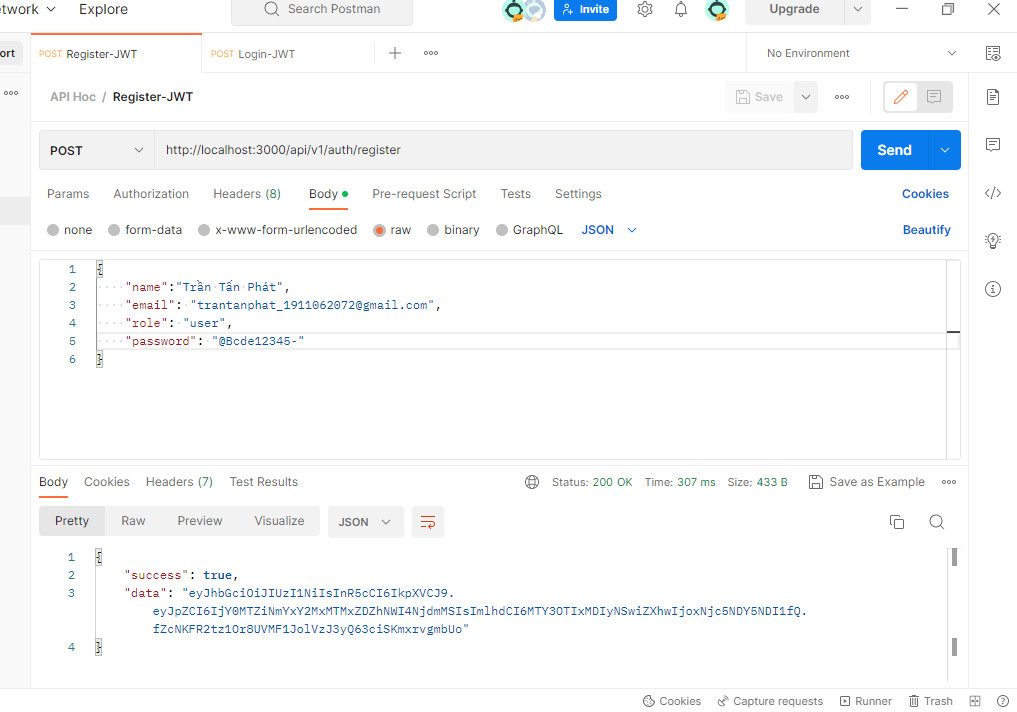 etwork Explore Search Postman Invite Upgrade
ort POST Register-JWT POST Login-JWT No Environment
API Hoc / Register-JWT Save
POST http://localhost:3000/api/v1/auth/register Send
Params Authorization Headers (8) Body Pre-request Script Tests Settings Cookies
none form-data x-www-form-urlencoded raw binary GraphQL JSON Beautify
1 {
2 "name":"Trần Tấn Phát",
3 "email": "trantanphat_1911062072@gmail.com",
4 "role": "user",
5 "password": "@Bcde12345-"
6 }
Body Cookies Headers (7) Test Results Status: 200 OK Time: 307 ms Size: 433 B Save as Example
Pretty Raw Preview Visualize JSON
1 {
2 "success": true,
3 "data": "eyJhbGciOiJIUzI1NiIsInR5cCI6IkpXVCJ9.
eyJpZCI6IjY0MTZiNmYxY2MxMTMxZDZhNWI4NjdmMSIsImlhdCI6MTY3OTIxMDIyNSwiZXhwIjoxNjc5NDY5NDI1fQ.
fZcNKFR2tz1Or8UVMF1JolVzJ3yQ63ciSKmxrvgmbUo"
4 }
Cookies Capture requests Runner Trash